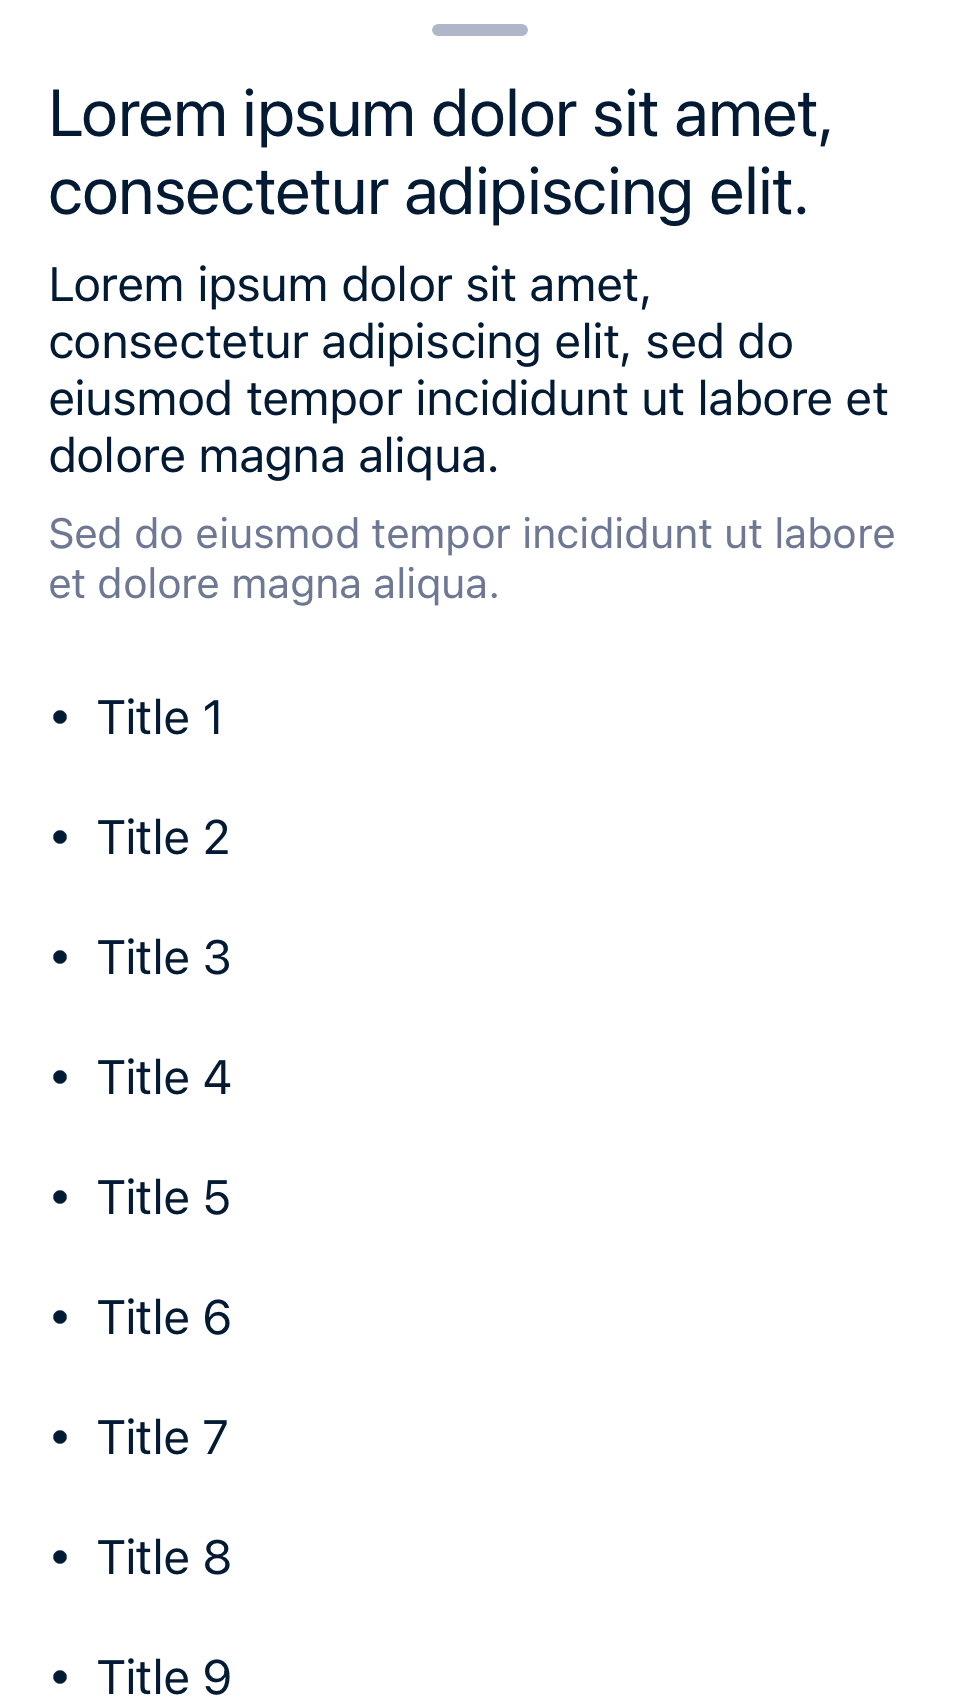 Lorem ipsum dolor sit amet,
consectetur adipiscing elit.
Lorem ipsum dolor sit amet,
consectetur adipiscing elit, sed do
eiusmod tempor incididunt ut labore et
dolore magna aliqua.
Sed do eiusmod tempor incididunt ut labore
et dolore magna aliqua.
• Title 1
• Title 2
• Title 3
• Title 4
• Title 5
• Title 6
• Title 7
• Title 8
• Title 9